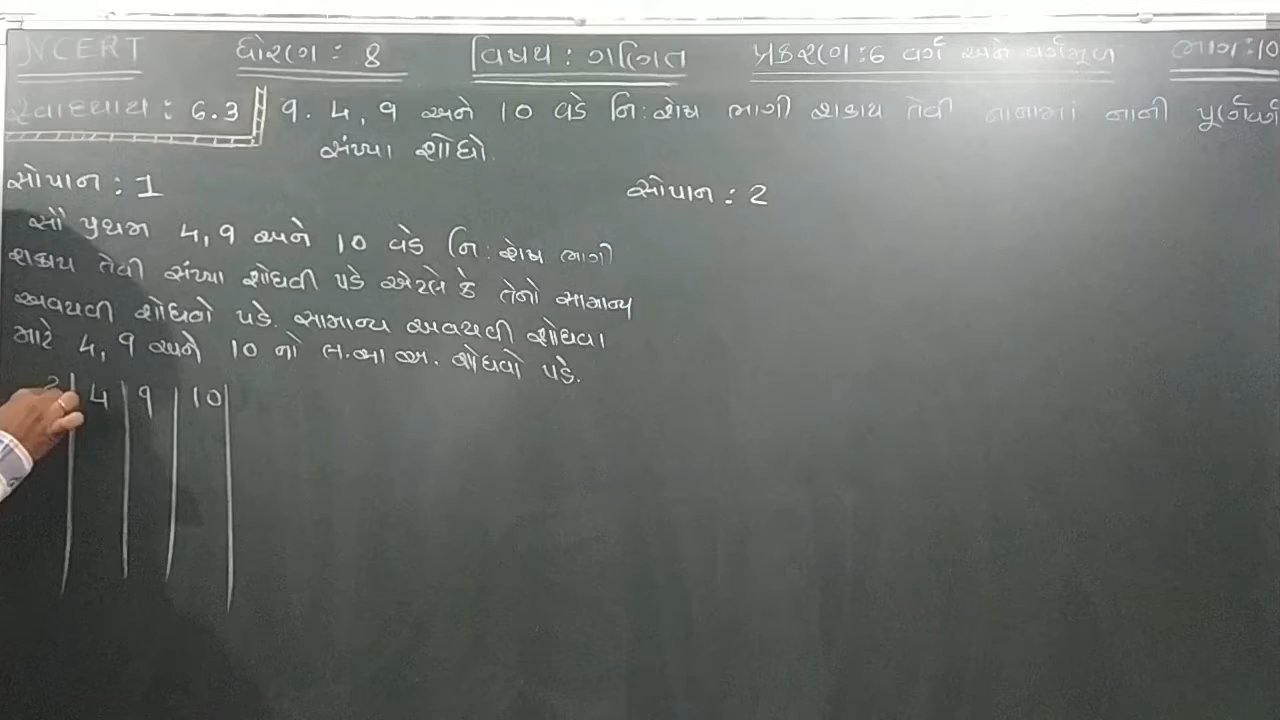 NCERT ધોરણ : 8 વિષય : ગણિત પ્રકરણ : 6 વર્ગ અને વર્ગમૂળ ભાગ : 10
સ્વાધ્યાય : 6.3 9. 4, 9 અને 10 વડે નિ:શેષ ભાગી શકાય તેવી નાનામાં નાની પૂર્ણવર્ગ
સંખ્યા શોધો.
સોપાન : 1
સૌ પ્રથમ 4, 9 અને 10 વડે નિ:શેષ ભાગી
શકાય તેવી સંખ્યા શોધવી પડે એટલે કે તેનો સામાન્ય
અવયવી શોધવો પડે. સામાન્ય અવયવી શોધવા
માટે 4, 9 અને 10 નો લ.સા.અ. શોધવો પડે.
2 4 9 10
સોપાન : 2